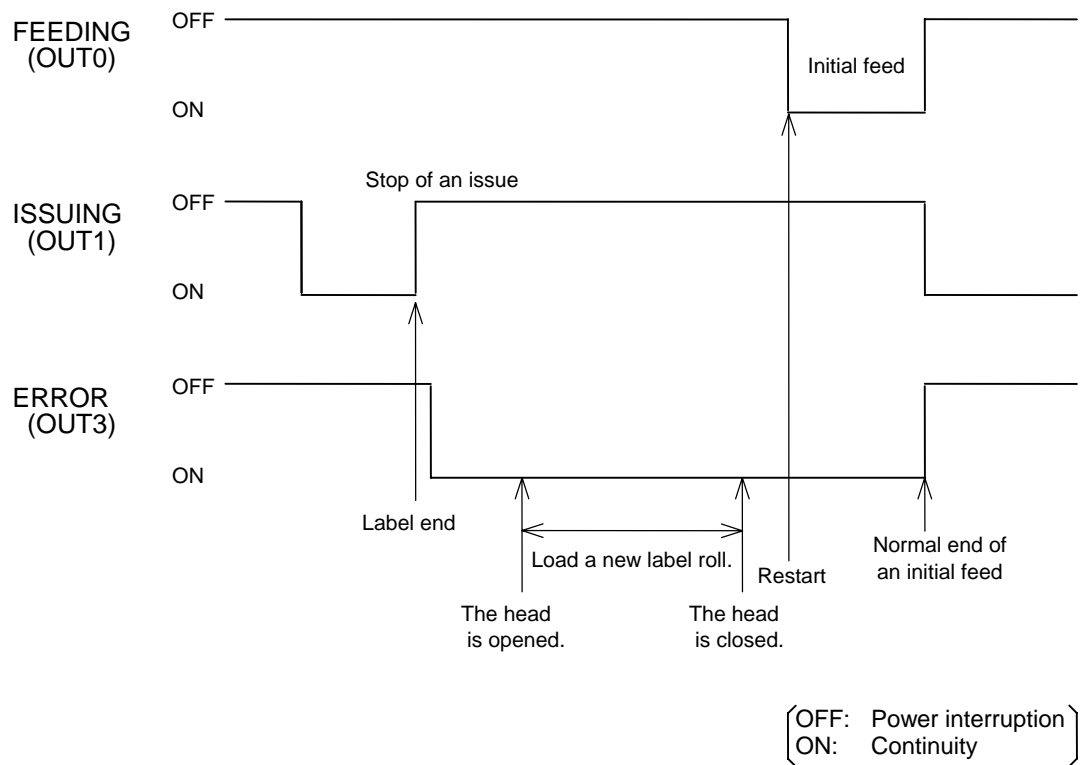 FEEDING
(OUT0)
OFF
ON
Initial feed
ISSUING
(OUT1)
OFF
ON
Stop of an issue
ERROR
(OUT3)
OFF
ON
Label end
Load a new label roll.
Restart
Normal end of
an initial feed
The head
is opened.
The head
is closed.
OFF: Power interruption
ON: Continuity